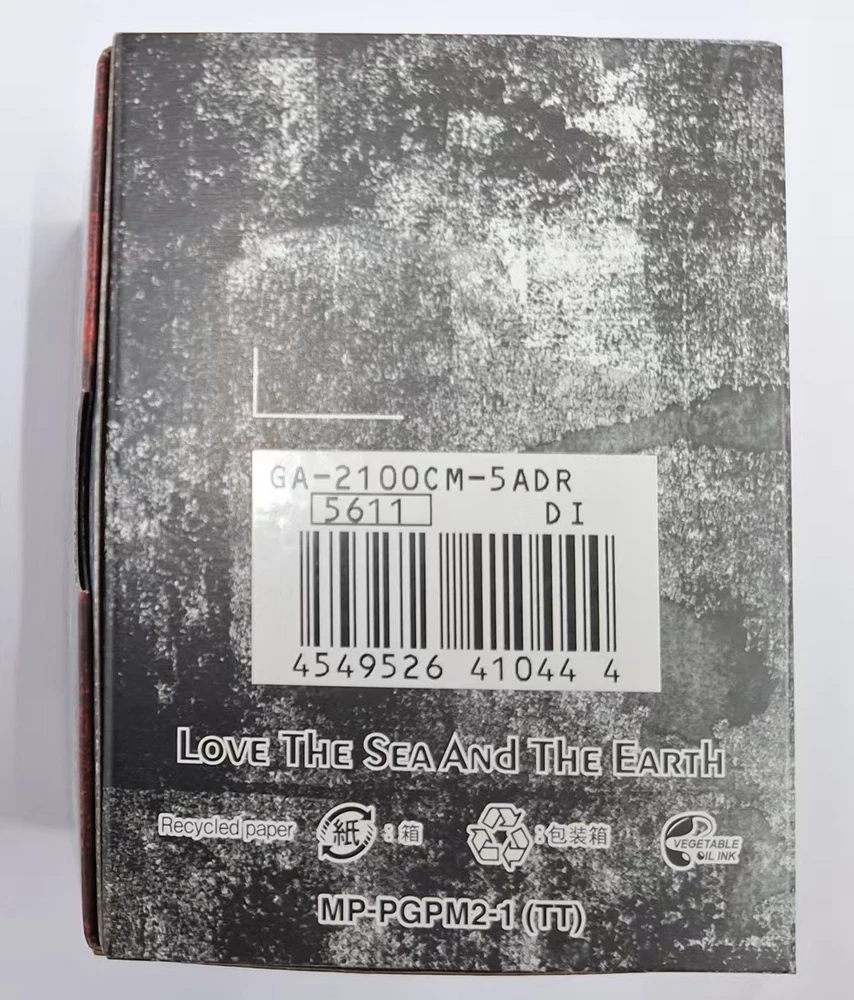 GA-2100CM-5ADR
5611 DI
4549526 41044 4
LOVE THE SEA AND THE EARTH
Recycled paper 紙 :箱 :包装箱 VEGETABLE OIL INK
MP-PGPM2-1 (TT)